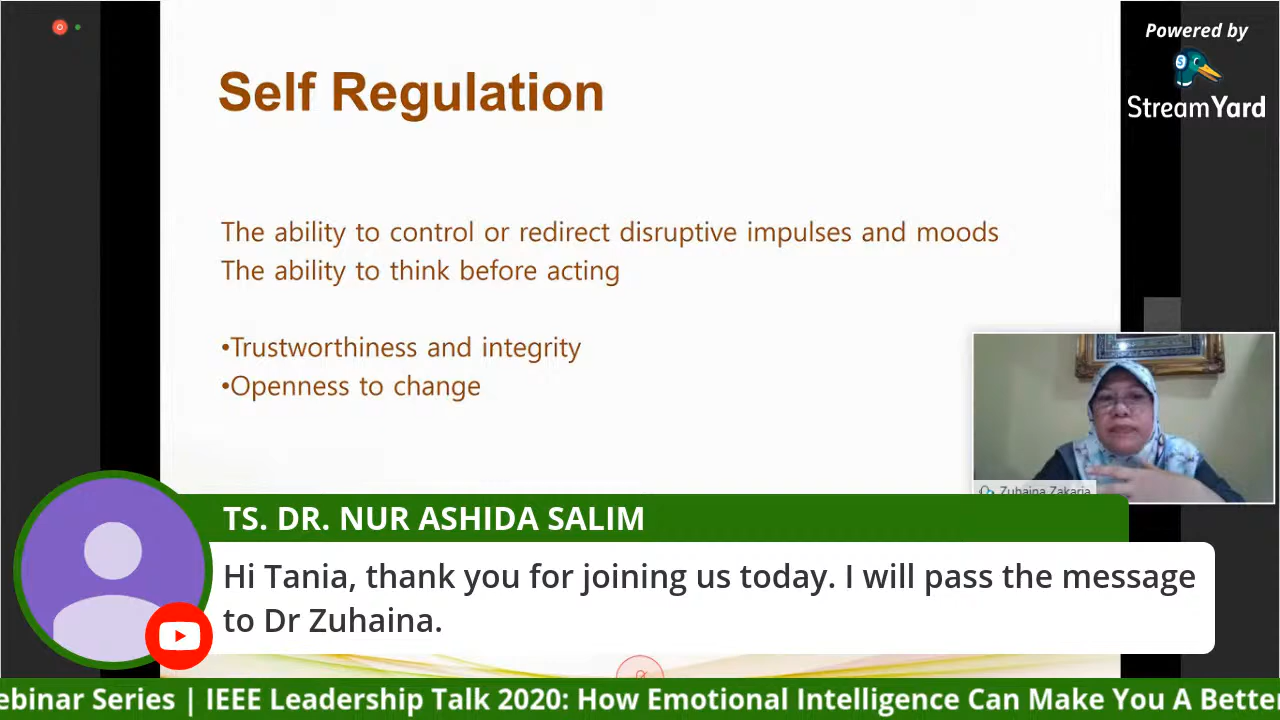 Powered by
StreamYard
Self Regulation
The ability to control or redirect disruptive impulses and moods
The ability to think before acting
•Trustworthiness and integrity
•Openness to change
Zuhaina Zakaria
TS. DR. NUR ASHIDA SALIM
Hi Tania, thank you for joining us today. I will pass the message
to Dr Zuhaina.
ebinar Series | IEEE Leadership Talk 2020: How Emotional Intelligence Can Make You A Better